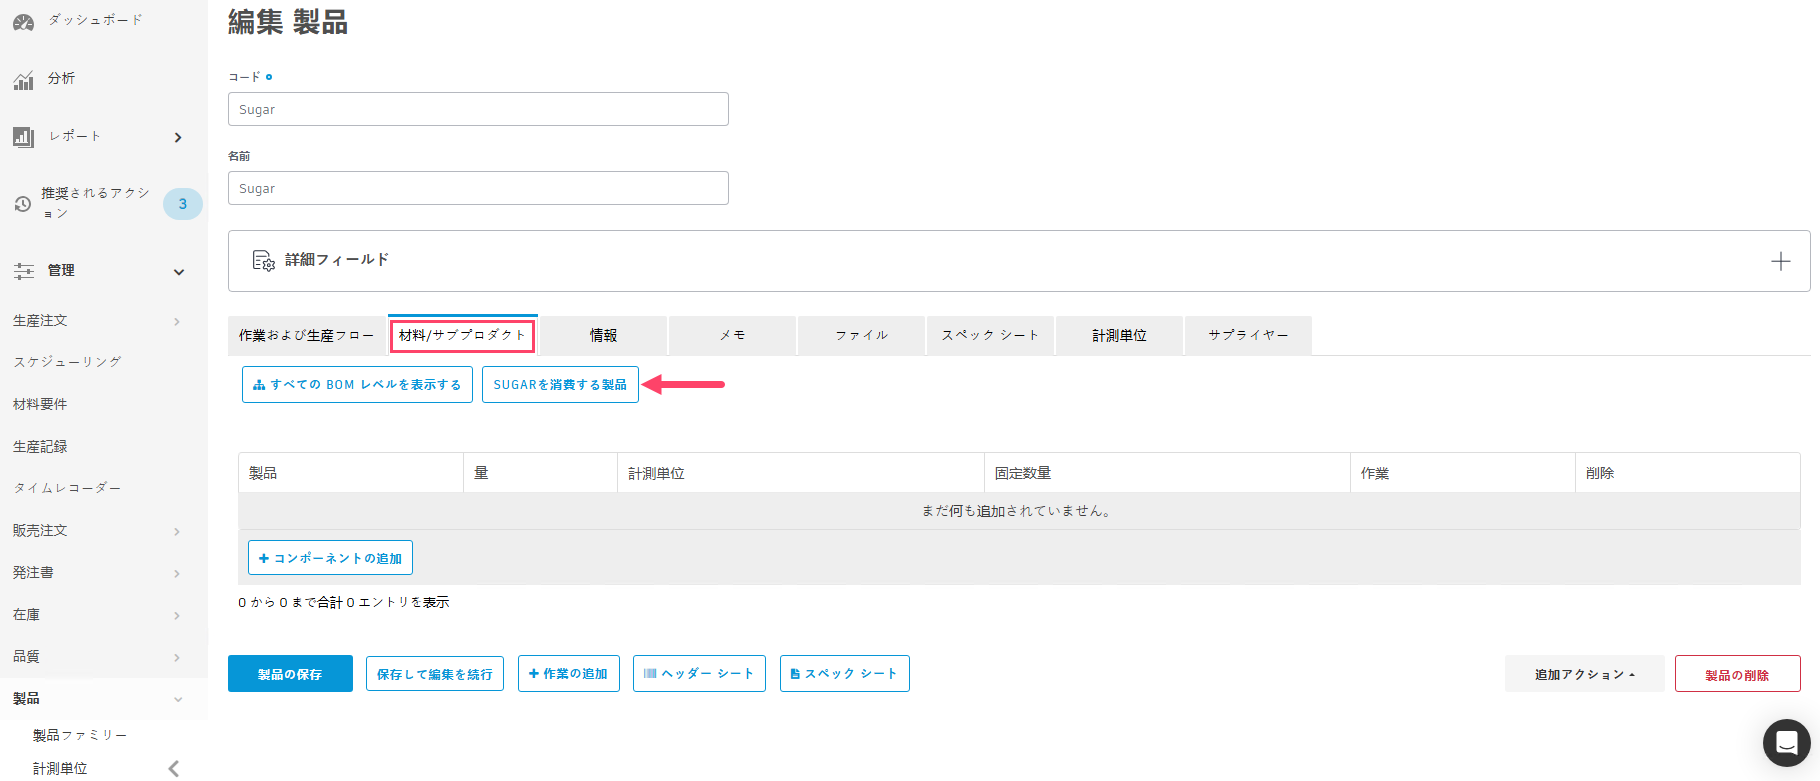 ダッシュボード
分析
レポート
推奨されるアクシ
ョン
3
管理
生産注文
スケジューリング
材料要件
生産記録
タイムレコーダー
販売注文
発注書
在庫
品質
製品
製品ファミリー
計測単位
編集 製品
コード
Sugar
名前
Sugar
詳細フィールド
作業および生産フロー 材料/サブプロダクト 情報 メモ ファイル スペック シート 計測単位 サプライヤー
すべての BOM レベルを表示する SUGARを消費する製品
製品 量 計測単位 固定数量 作業 削除
まだ何も追加されていません。
コンポーネントの追加
0 から 0 まで合計 0 エントリを表示
製品の保存 保存して編集を続行 作業の追加 ヘッダー シート スペック シート 追加アクション 製品の削除